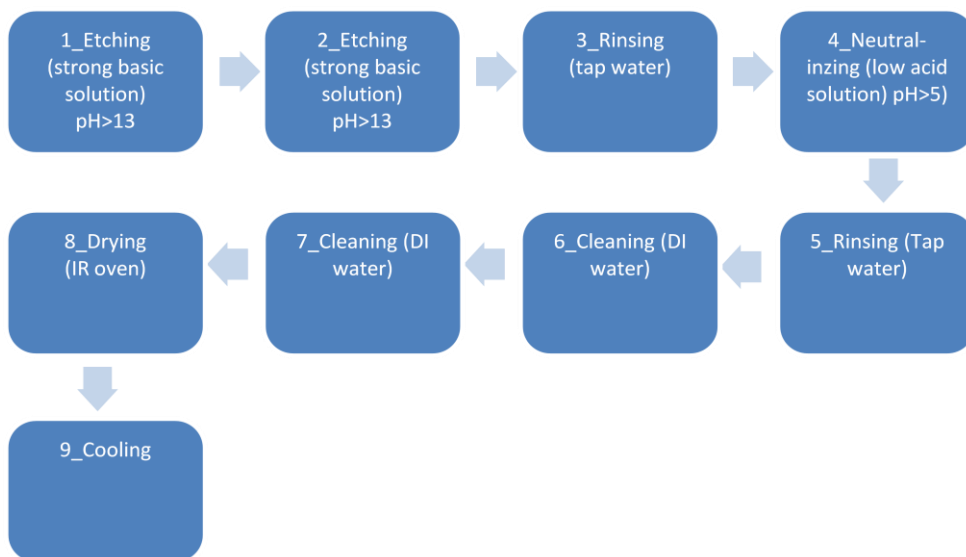 1_Etching
(strong basic
solution)
pH>13
2_Etching
(strong basic
solution)
pH>13
3_Rinsing
(tap water)
4_Neutral-
inzing (low acid
solution) pH>5)
5_Rinsing (Tap
water)
6_Cleaning (DI
water)
7_Cleaning (DI
water)
8_Drying
(IR oven)
9_Cooling